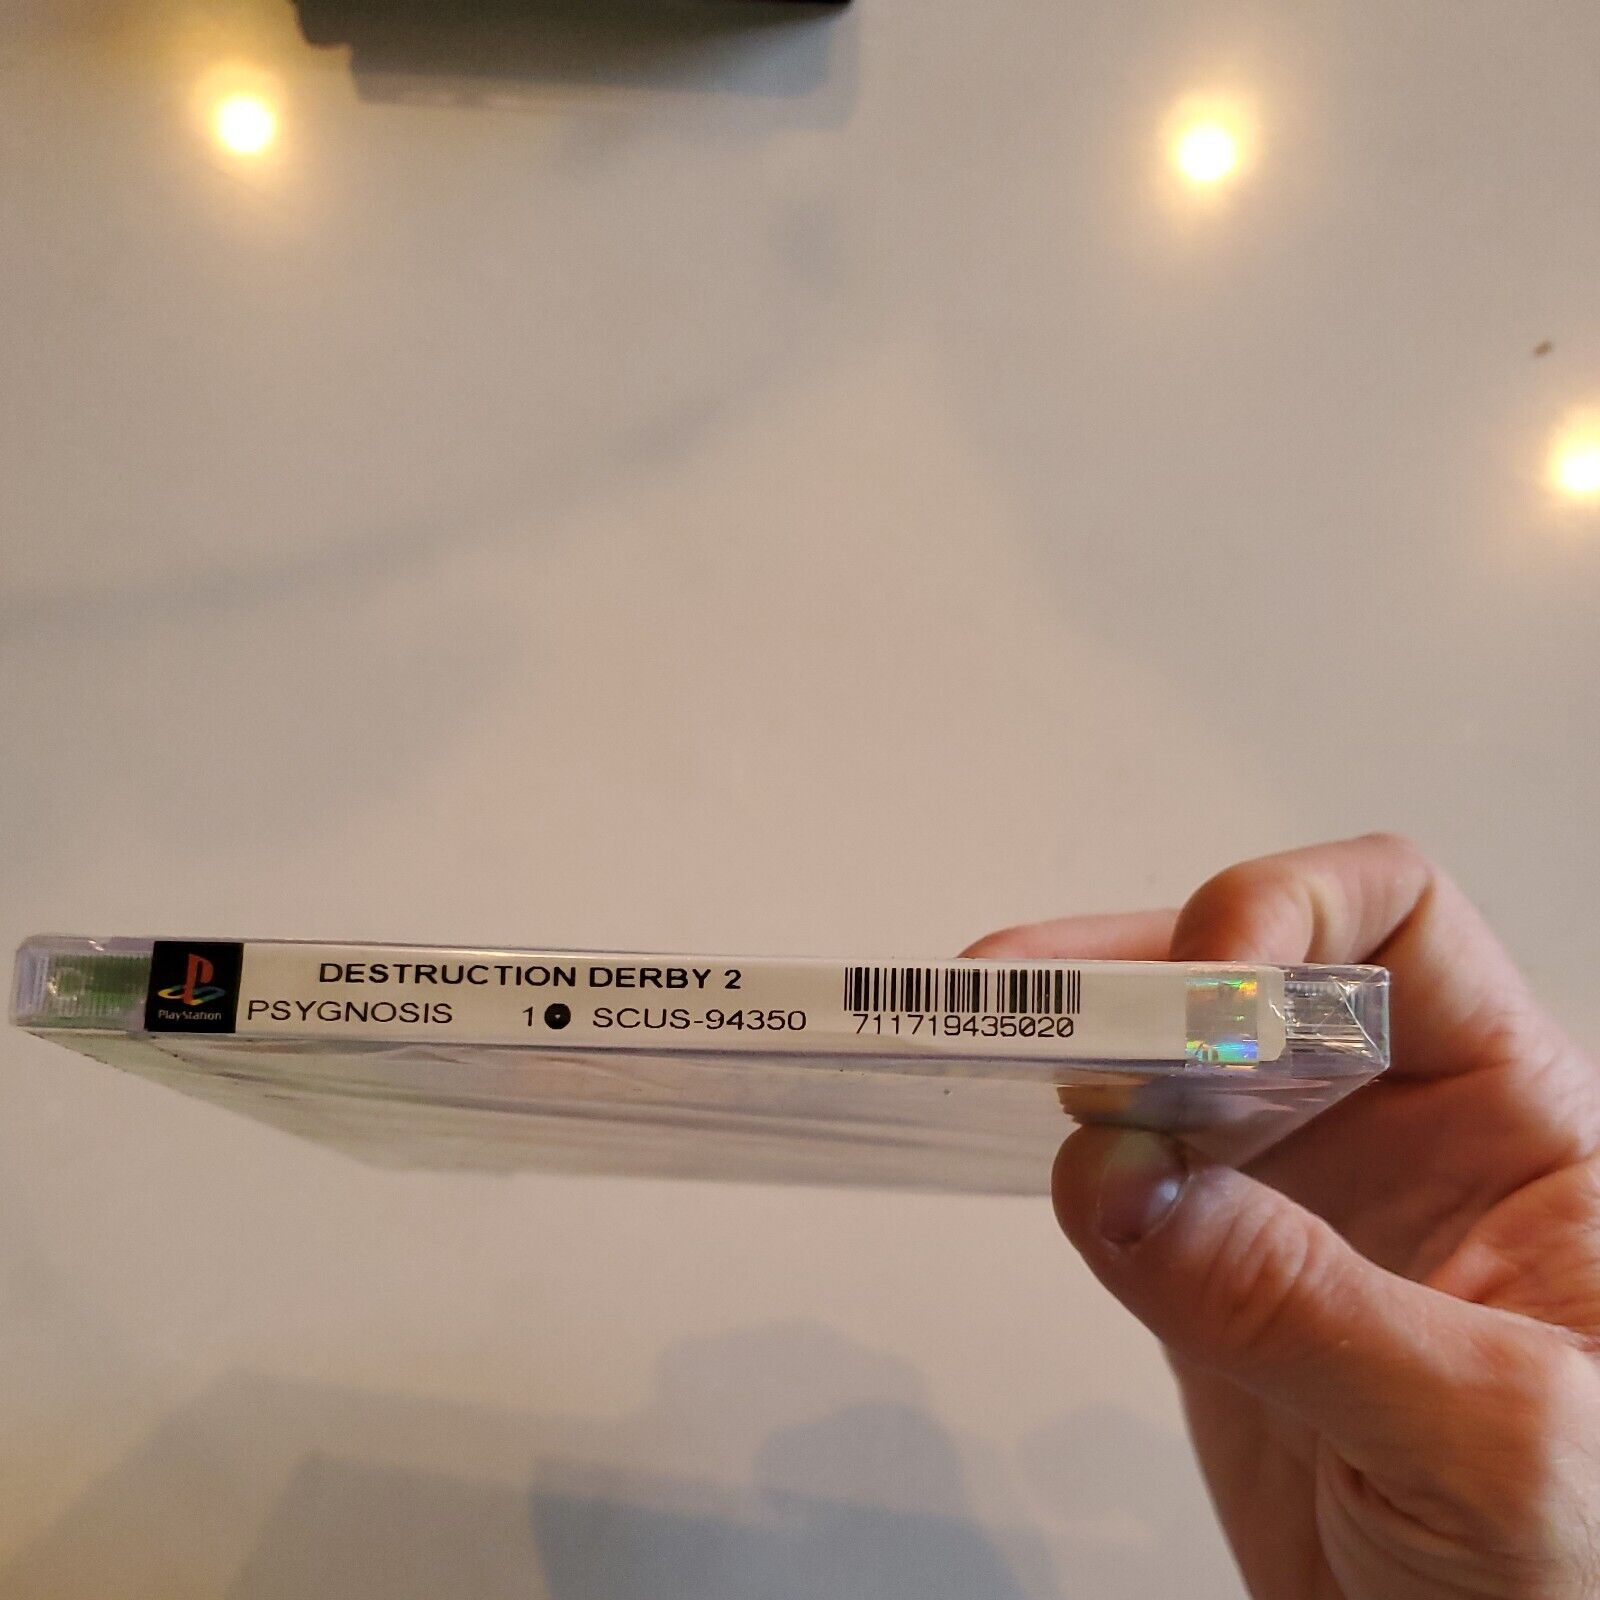 DESTRUCTION DERBY 2
PlayStation
PSYGNOSIS 1 SCUS-94350
711719435020